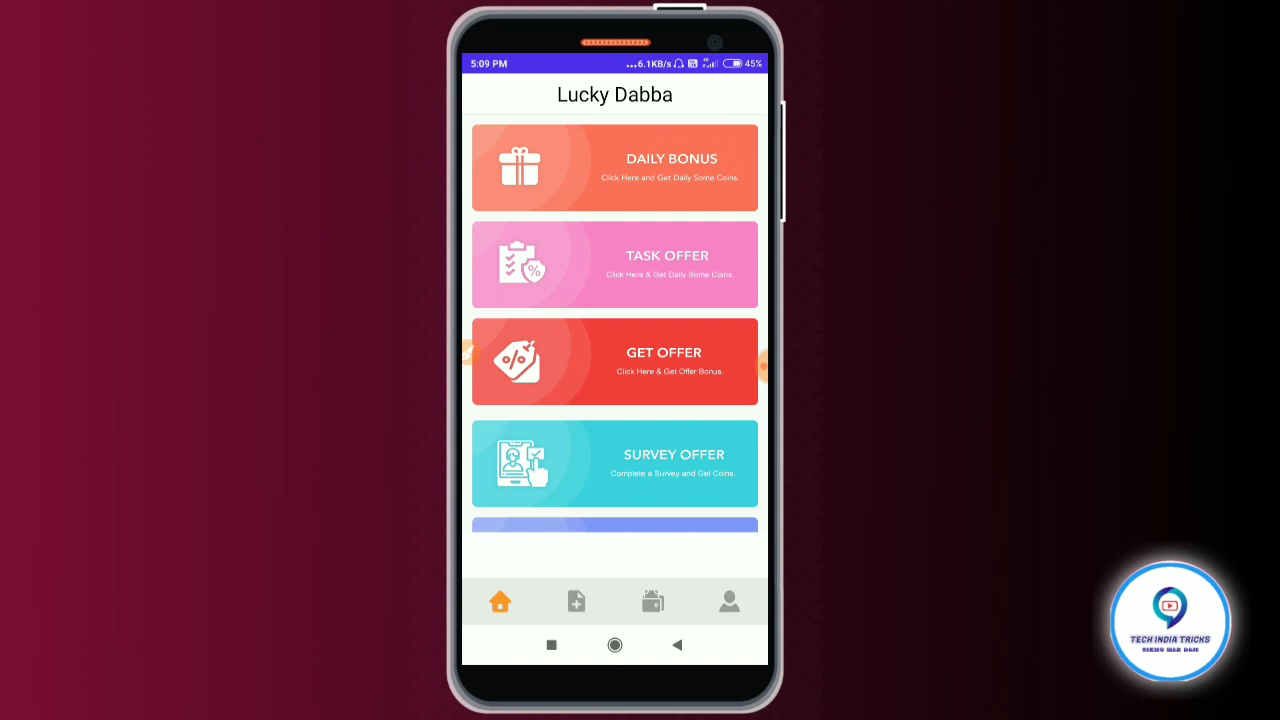 5:09 PM ...6.1KB/s 4G 45%
Lucky Dabba
DAILY BONUS
Click Here and Get Daily Some Coins.
TASK OFFER
Click Here & Get Daily Some Coins
GET OFFER
Click Here & Get Offer Bonus.
SURVEY OFFER
Complete a Survey and Get Coins.
TECH INDIA TRICKS